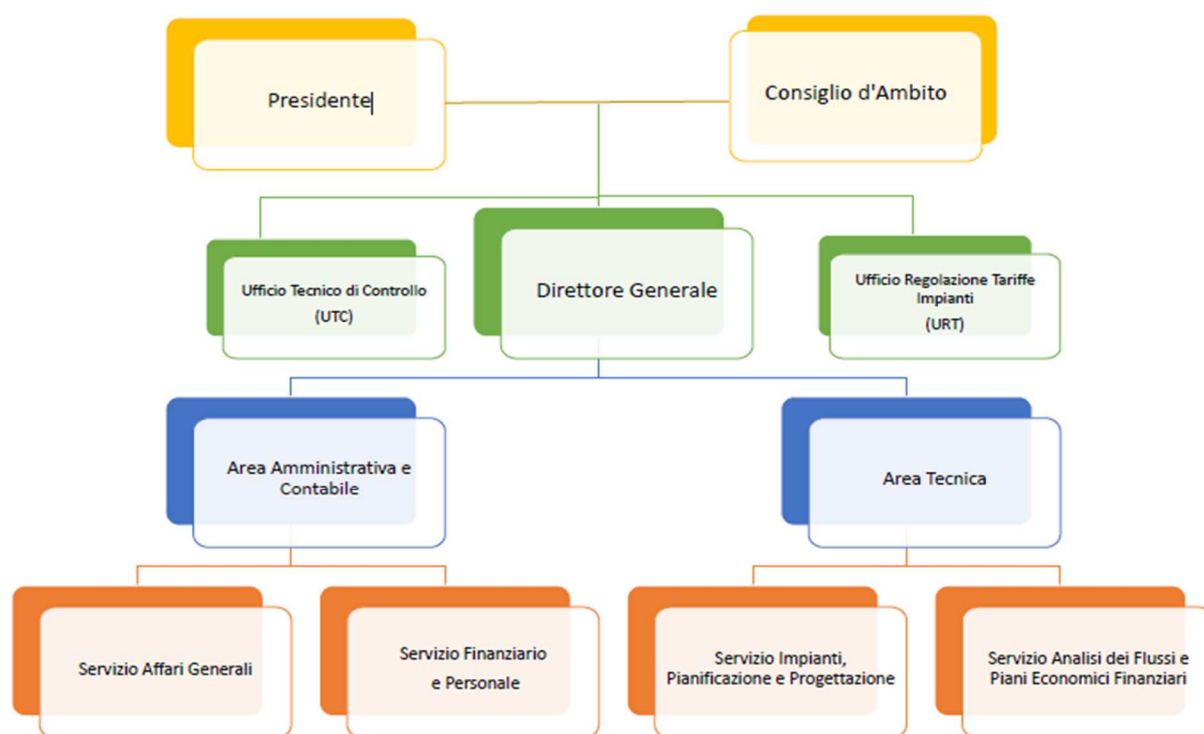 Presidente
Consiglio d'Ambito
Ufficio Tecnico di Controllo
(UTC)
Direttore Generale
Ufficio Regolazione Tariffe
Impianti
(URT)
Area Amministrativa e
Contabile
Area Tecnica
Servizio Affari Generali
Servizio Finanziario
e Personale
Servizio Impianti,
Pianificazione e Progettazione
Servizio Analisi dei Flussi e
Piani Economici Finanziari